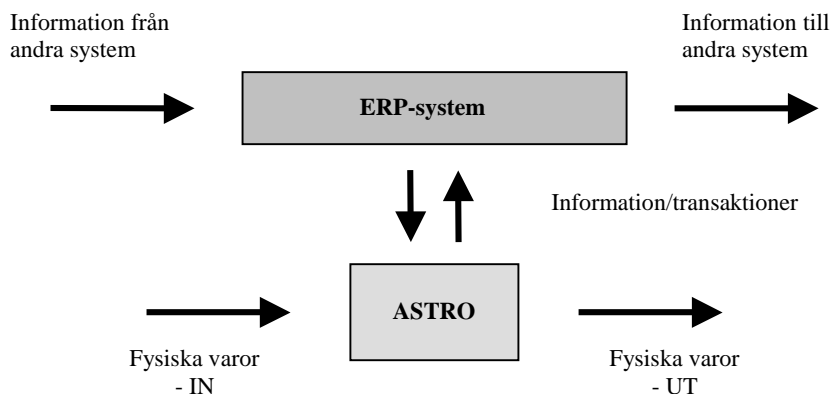 Information från
andra system
Information till
andra system
ERP-system
Information/transaktioner
ASTRO
Fysiska varor
- IN
Fysiska varor
- UT